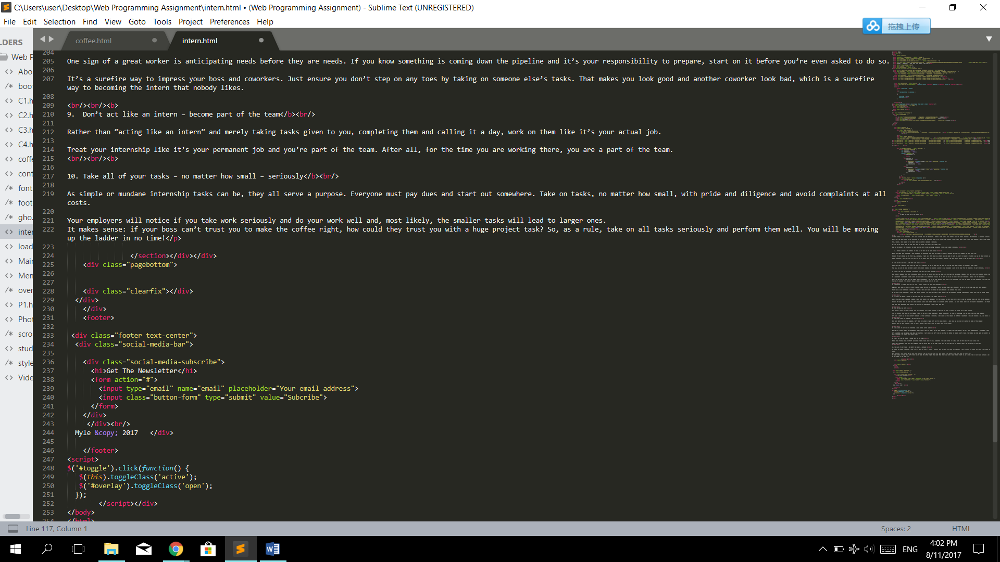 C:\Users\user\Desktop\Web Programming Assignment\intern.html • (Web Programming Assignment) - Sublime Text (UNREGISTERED)
File Edit Selection Find View Goto Tools Project Preferences Help
拖拽上传
coffee.html intern.html
LDERS
Web P
Abo
boot
C1.h
C2.h
C3.h
C4.h
coffe
cont
font
foot
gho.
inter
load
Mair
Men
over
P1.h
Phot
scro
stud
style
Vide
204
205 One sign of a great worker is anticipating needs before they are needs. If you know something is coming down the pipeline and it’s your responsibility to prepare, start on it before you’re even asked to do so.
206
207 It’s a surefire way to impress your boss and coworkers. Just ensure you don’t step on any toes by taking on someone else’s tasks. That makes you look good and another coworker look bad, which is a surefire
way to becoming the intern that nobody likes.
208
209 <br/><br/><b>
210 9. Don’t act like an intern – become part of the team</b><br/>
211
212 Rather than “acting like an intern” and merely taking tasks given to you, completing them and calling it a day, work on them like it’s your actual job.
213
214 Treat your internship like it’s your permanent job and you’re part of the team. After all, for the time you are working there, you are a part of the team.
215 <br/><br/><b>
216
217 10. Take all of your tasks – no matter how small – seriously</b><br/>
218
219 As simple or mundane internship tasks can be, they all serve a purpose. Everyone must pay dues and start out somewhere. Take on tasks, no matter how small, with pride and diligence and avoid complaints at all
costs.
220
221 Your employers will notice if you take work seriously and do your work well and, most likely, the smaller tasks will lead to larger ones.
222 It makes sense: if your boss can’t trust you to make the coffee right, how could they trust you with a huge project task? So, as a rule, take on all tasks seriously and perform them well. You will be moving
up the ladder in no time!</p>
223
224 </section></div></div>
225 <div class="pagebottom">
226
227
228 <div class="clearfix"></div>
229 </div>
230 </div>
231 <footer>
232
233 <div class="footer text-center">
234 <div class="social-media-bar">
235
236 <div class="social-media-subscribe">
237 <h1>Get The Newsletter</h1>
238 <form action="#">
239 <input type="email" name="email" placeholder="Your email address">
240 <input class="button-form" type="submit" value="Subcribe">
241 </form>
242 </div>
243 </div><br/>
244 Myle &copy; 2017 </div>
245
246 </footer>
247 <script>
248 $('#toggle').click(function() {
249 $(this).toggleClass('active');
250 $('#overlay').toggleClass('open');
251 });
252 </script></div>
253 </body>
254 </html>
Line 117, Column 1 Spaces: 2 HTML
ENG
4:02 PM
8/11/2017